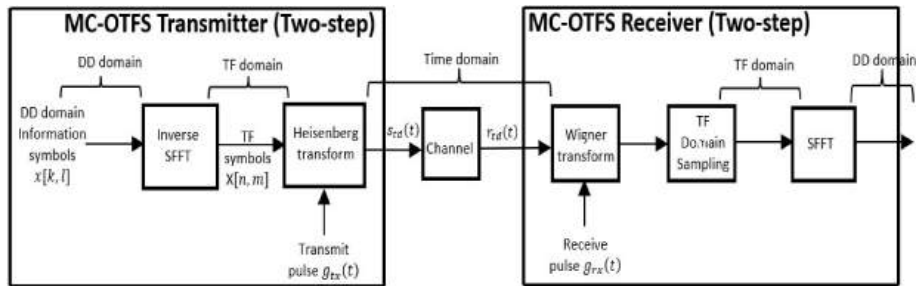 MC-OTFS Transmitter (Two-step)
MC-OTFS Receiver (Two-step)
DD domain
TF domain
Time domain
TF domain
DD domain
DD domain
Information
symbols
x[k, l]
Inverse
SFFT
TF
symbols
X[n, m]
Heisenberg
transform
s_td(t)
Channel
r_td(t)
Wigner
transform
TF
Domain
Sampling
SFFT
Transmit
pulse g_tx(t)
Receive
pulse g_rx(t)